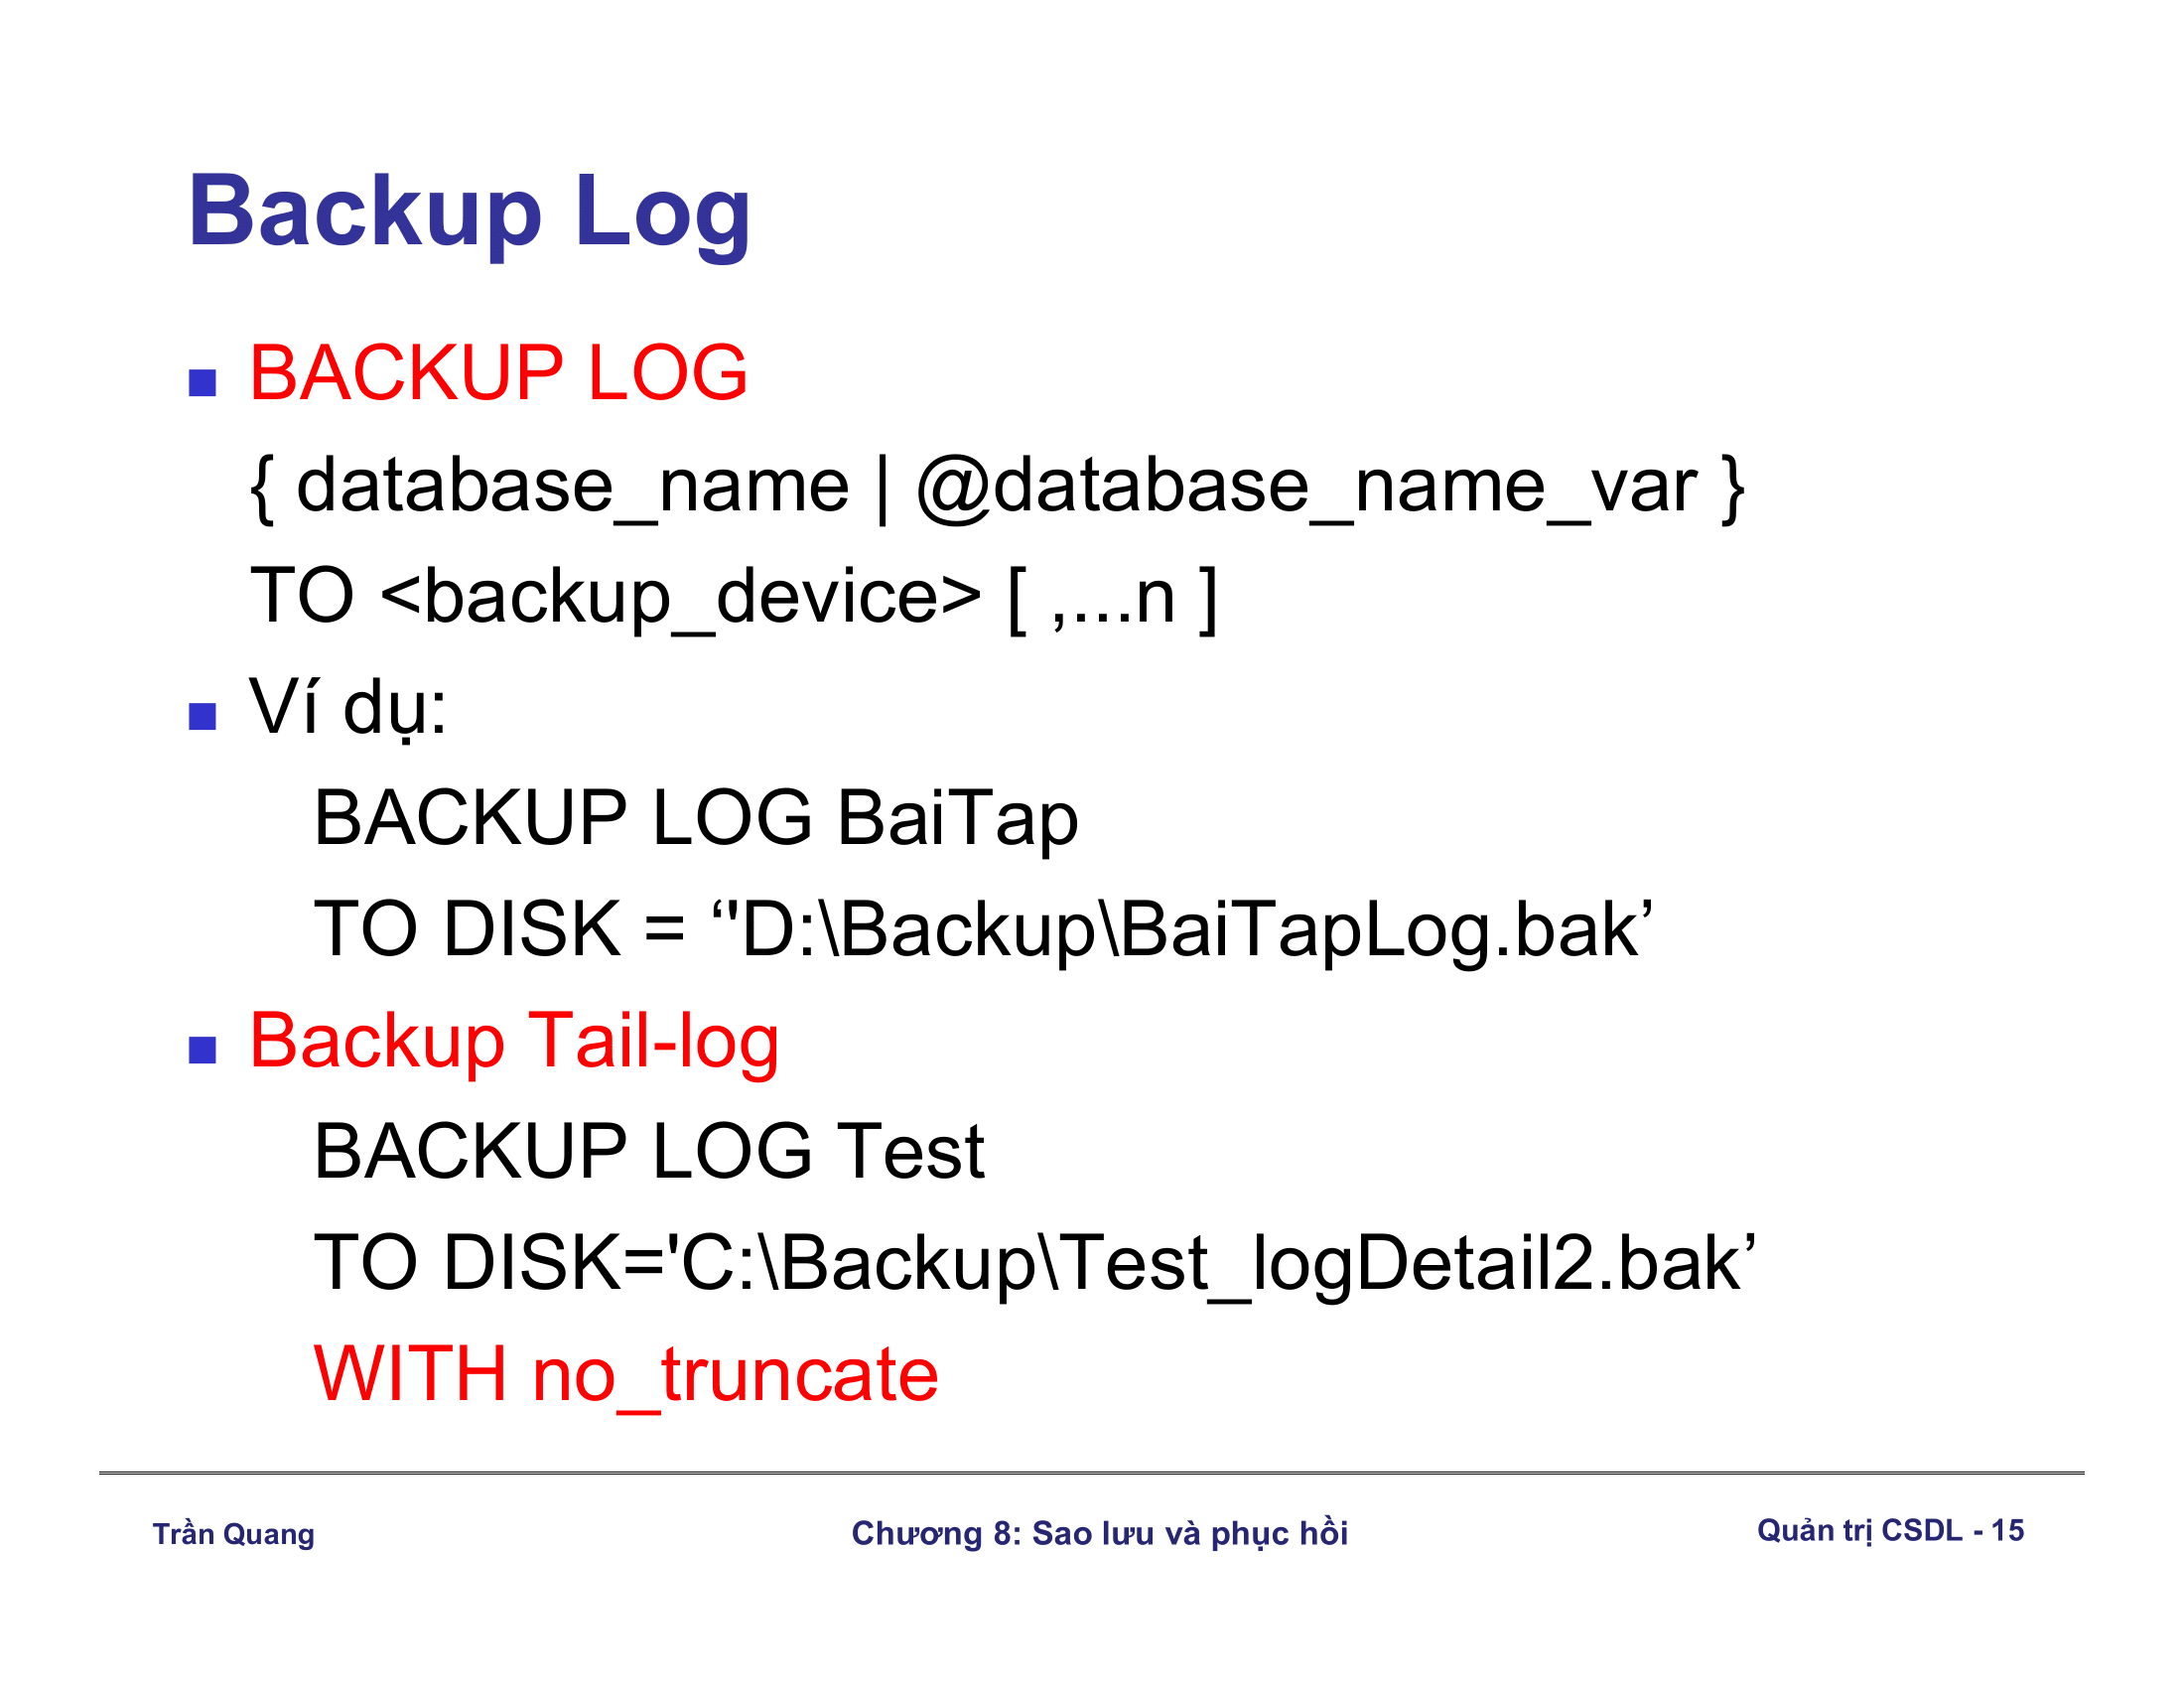 Backup Log
BACKUP LOG
{ database_name | @database_name_var }
TO <backup_device> [ ,...n ]
Ví dụ:
BACKUP LOG BaiTap
TO DISK = ‘"D:\Backup\BaiTapLog.bak’
Backup Tail-log
BACKUP LOG Test
TO DISK='C:\Backup\Test_logDetail2.bak’
WITH no_truncate
Trần Quang
Chương 8: Sao lưu và phục hồi
Quản trị CSDL - 15